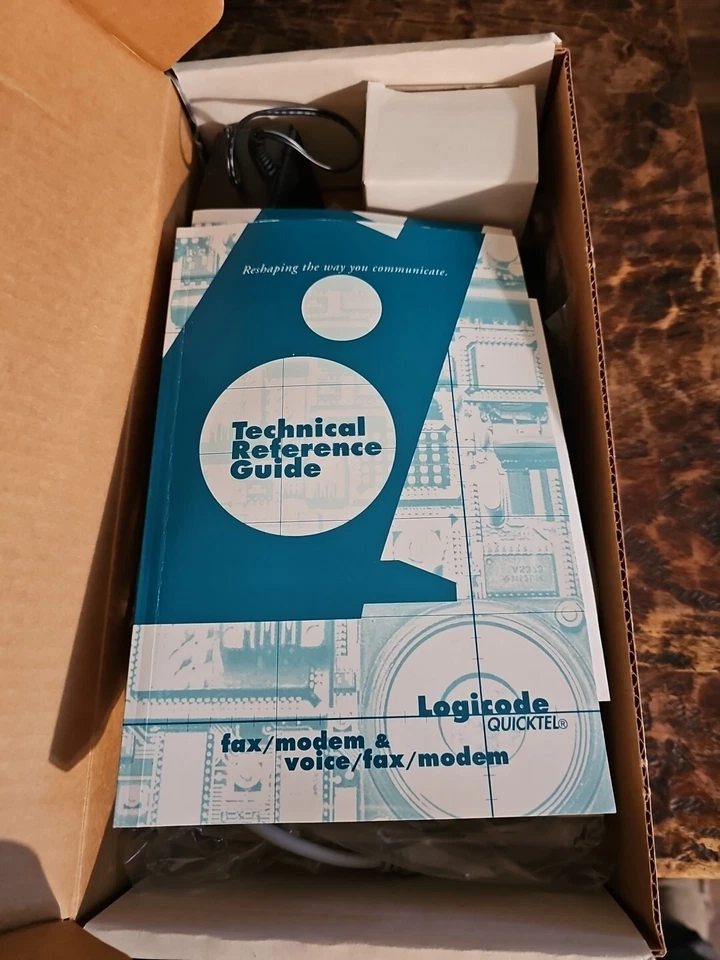 Reshaping the way you communicate.
Technical
Reference
Guide
Logicode
QUICKTEL®
fax/modem &
voice/fax/modem